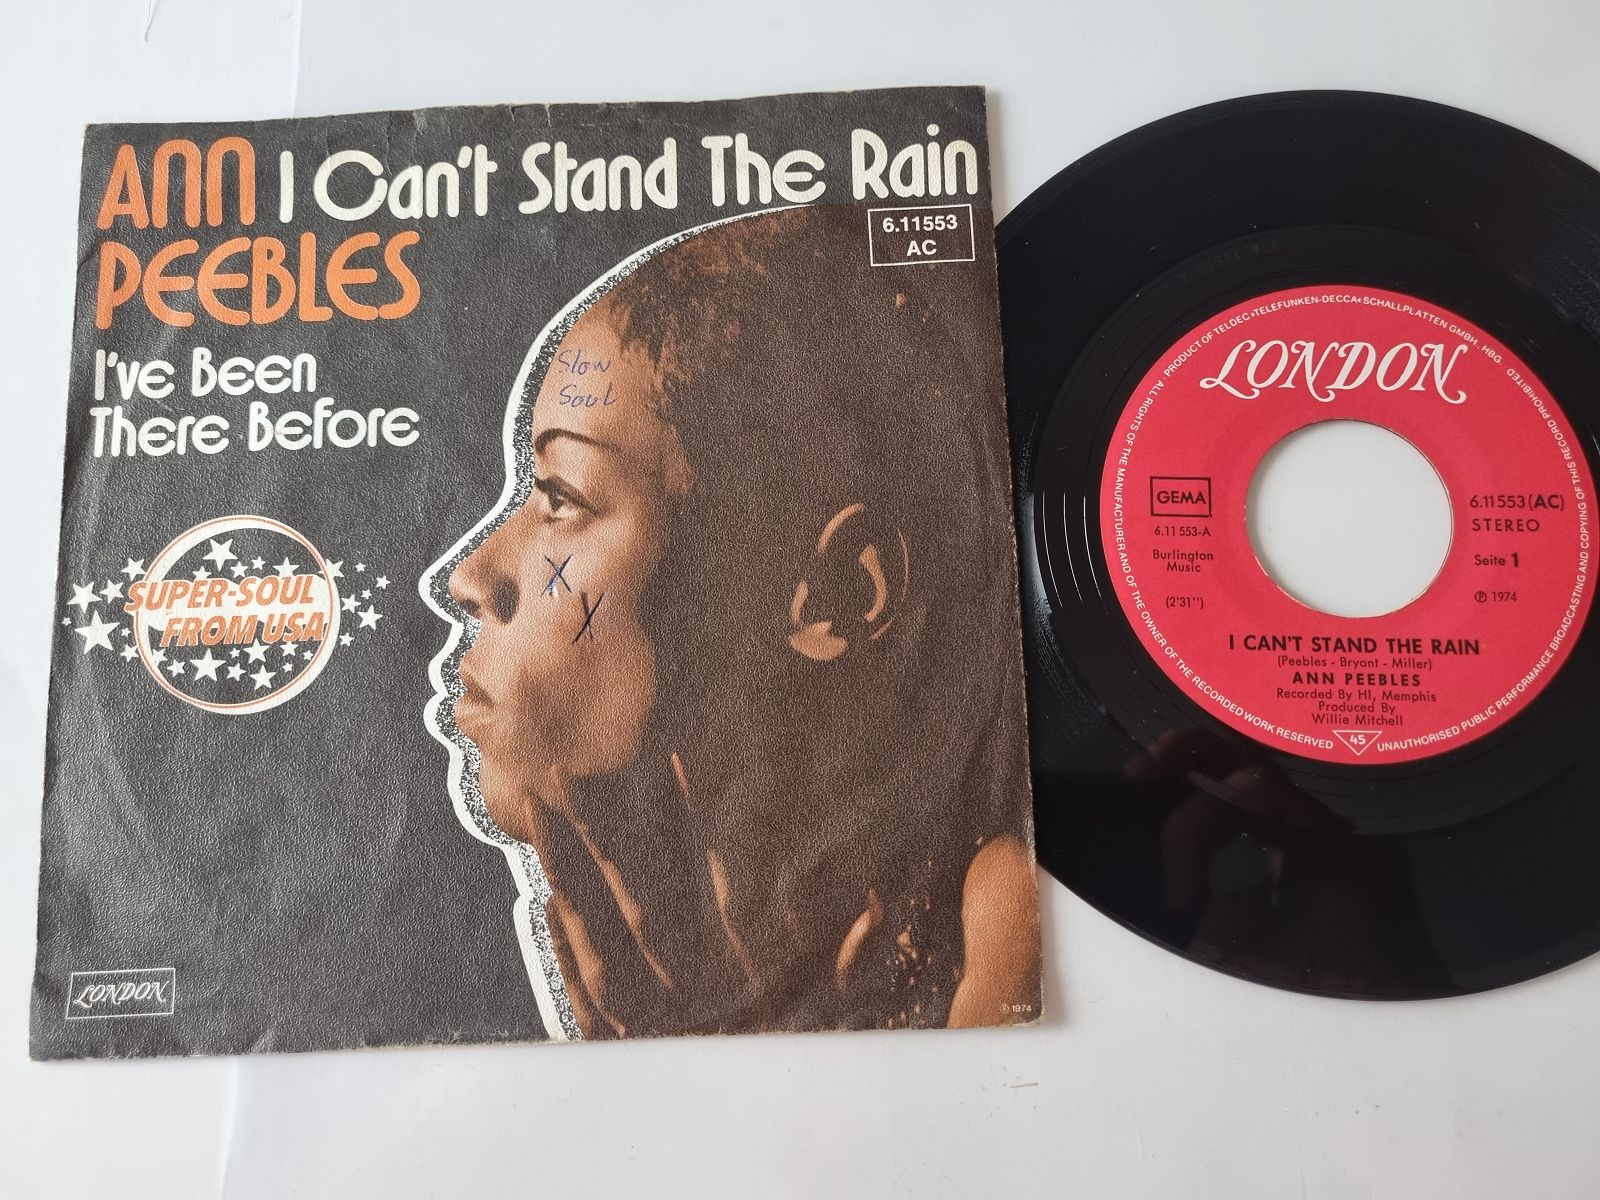 ANN
PEEBLES
I Can't Stand The Rain
6.11553
AC
I've Been
There Before
Slow
Soul
X
X
SUPER-SOUL
FROM USA
LONDON
℗ 1974
ALL RIGHTS OF THE MANUFACTURER AND OF THE OWNER OF THE RECORDED WORK RESERVED
PRODUCT OF TELDEC »TELEFUNKEN-DECCA« SCHALLPLATTEN GMBH . HBG
UNAUTHORISED PUBLIC PERFORMANCE BROADCASTING AND COPYING OF THIS RECORD PROHIBITED
LONDON
GEMA
6.11 553-A
Burlington
Music
(2'31'')
6.11553 (AC)
STEREO
Seite 1
℗ 1974
I CAN'T STAND THE RAIN
(Peebles - Bryant - Miller)
ANN PEEBLES
Recorded By HI, Memphis
Produced By
Willie Mitchell
45